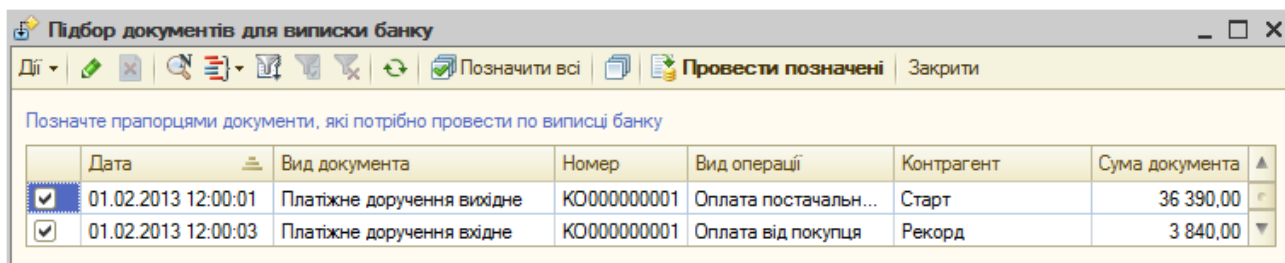 Підбор документів для виписки банку
Дії Позначити всі Провести позначені Закрити
Позначте прапорцями документи, які потрібно провести по виписці банку
Дата Вид документа Номер Вид операції Контрагент Сума документа
01.02.2013 12:00:01 Платіжне доручення вихідне КО000000001 Оплата постачальн... Старт 36 390,00
01.02.2013 12:00:03 Платіжне доручення вхідне КО000000001 Оплата від покупця Рекорд 3 840,00